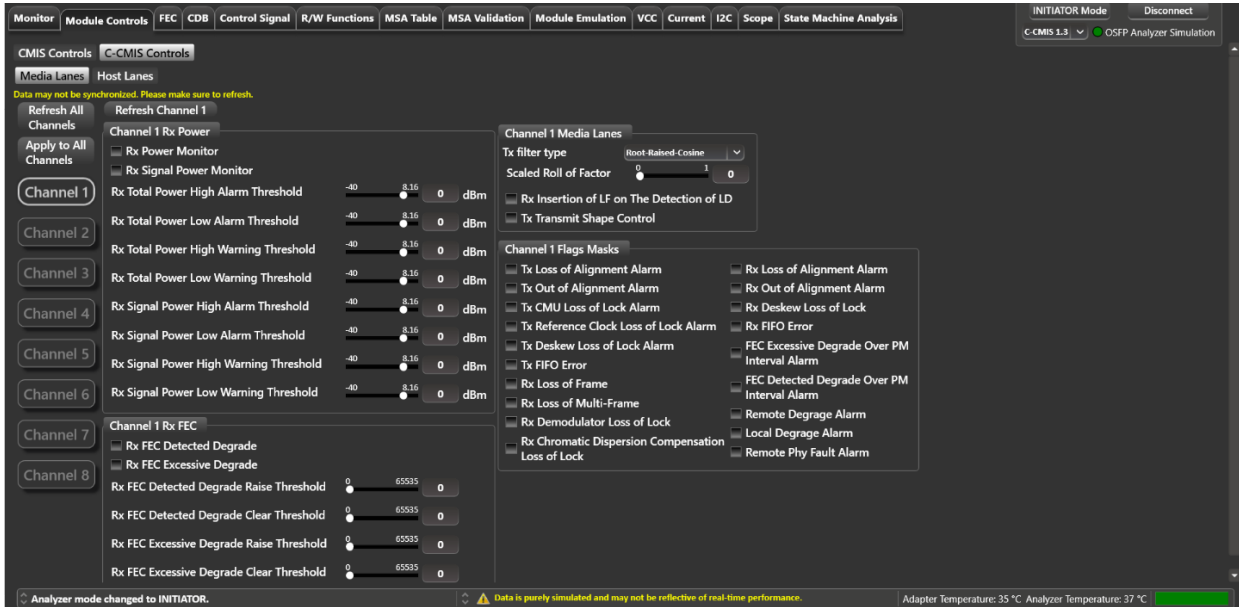 Monitor Module Controls FEC CDB Control Signal R/W Functions MSA Table MSA Validation Module Emulation VCC Current I2C Scope State Machine Analysis
INITIATOR Mode Disconnect
C-CMIS 1.3 OSFP Analyzer Simulation
CMIS Controls C-CMIS Controls
Media Lanes Host Lanes
Data may not be synchronized. Please make sure to refresh.
Refresh All Channels
Apply to All Channels
Channel 1
Channel 2
Channel 3
Channel 4
Channel 5
Channel 6
Channel 7
Channel 8
Refresh Channel 1
Channel 1 Rx Power
Rx Power Monitor
Rx Signal Power Monitor
Rx Total Power High Alarm Threshold -40 8.16 0 dBm
Rx Total Power Low Alarm Threshold -40 8.16 0 dBm
Rx Total Power High Warning Threshold -40 8.16 0 dBm
Rx Total Power Low Warning Threshold -40 8.16 0 dBm
Rx Signal Power High Alarm Threshold -40 8.16 0 dBm
Rx Signal Power Low Alarm Threshold -40 8.16 0 dBm
Rx Signal Power High Warning Threshold -40 8.16 0 dBm
Rx Signal Power Low Warning Threshold -40 8.16 0 dBm
Channel 1 Rx FEC
Rx FEC Detected Degrade
Rx FEC Excessive Degrade
Rx FEC Detected Degrade Raise Threshold 0 65535 0
Rx FEC Detected Degrade Clear Threshold 0 65535 0
Rx FEC Excessive Degrade Raise Threshold 0 65535 0
Rx FEC Excessive Degrade Clear Threshold 0 65535 0
Channel 1 Media Lanes
Tx filter type Root-Raised-Cosine
Scaled Roll of Factor 0 1 0
Rx Insertion of LF on The Detection of LD
Tx Transmit Shape Control
Channel 1 Flags Masks
Tx Loss of Alignment Alarm
Tx Out of Alignment Alarm
Tx CMU Loss of Lock Alarm
Tx Reference Clock Loss of Lock Alarm
Tx Deskew Loss of Lock Alarm
Tx FIFO Error
Rx Loss of Frame
Rx Loss of Multi-Frame
Rx Demodulator Loss of Lock
Rx Chromatic Dispersion Compensation
Loss of Lock
Rx Loss of Alignment Alarm
Rx Out of Alignment Alarm
Rx Deskew Loss of Lock
Rx FIFO Error
FEC Excessive Degrade Over PM
Interval Alarm
FEC Detected Degrade Over PM
Interval Alarm
Remote Degrage Alarm
Local Degrage Alarm
Remote Phy Fault Alarm
Analyzer mode changed to INITIATOR.
Data is purely simulated and may not be reflective of real-time performance.
Adapter Temperature: 35 °C Analyzer Temperature: 37 °C